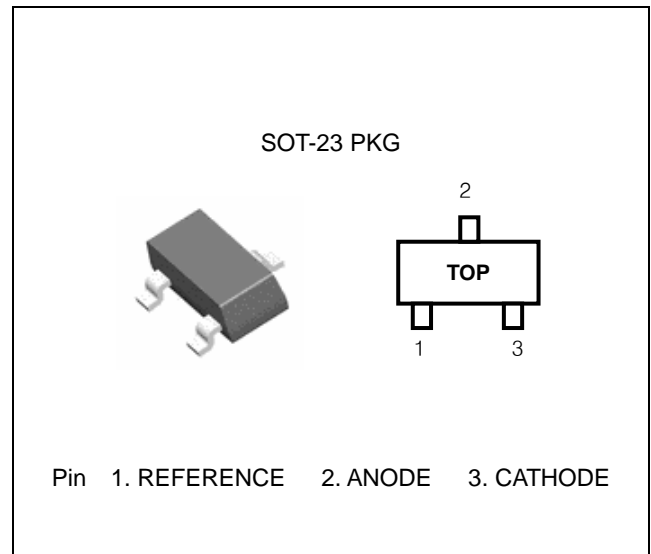 SOT-23 PKG
2
TOP
1 3
Pin 1. REFERENCE 2. ANODE 3. CATHODE